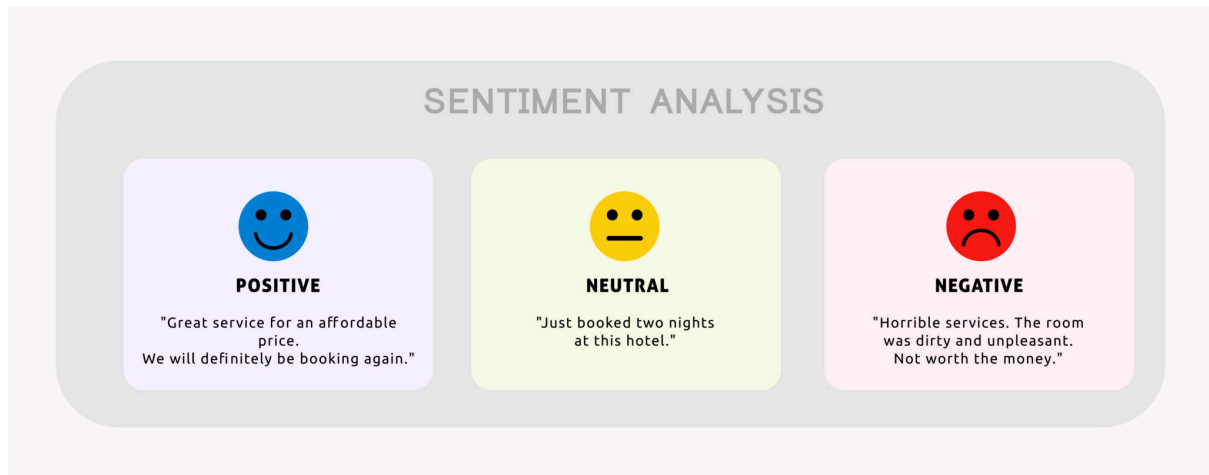 SENTIMENT ANALYSIS
POSITIVE
"Great service for an affordable
price.
We will definitely be booking again."
NEUTRAL
"Just booked two nights
at this hotel."
NEGATIVE
"Horrible services. The room
was dirty and unpleasant.
Not worth the money."